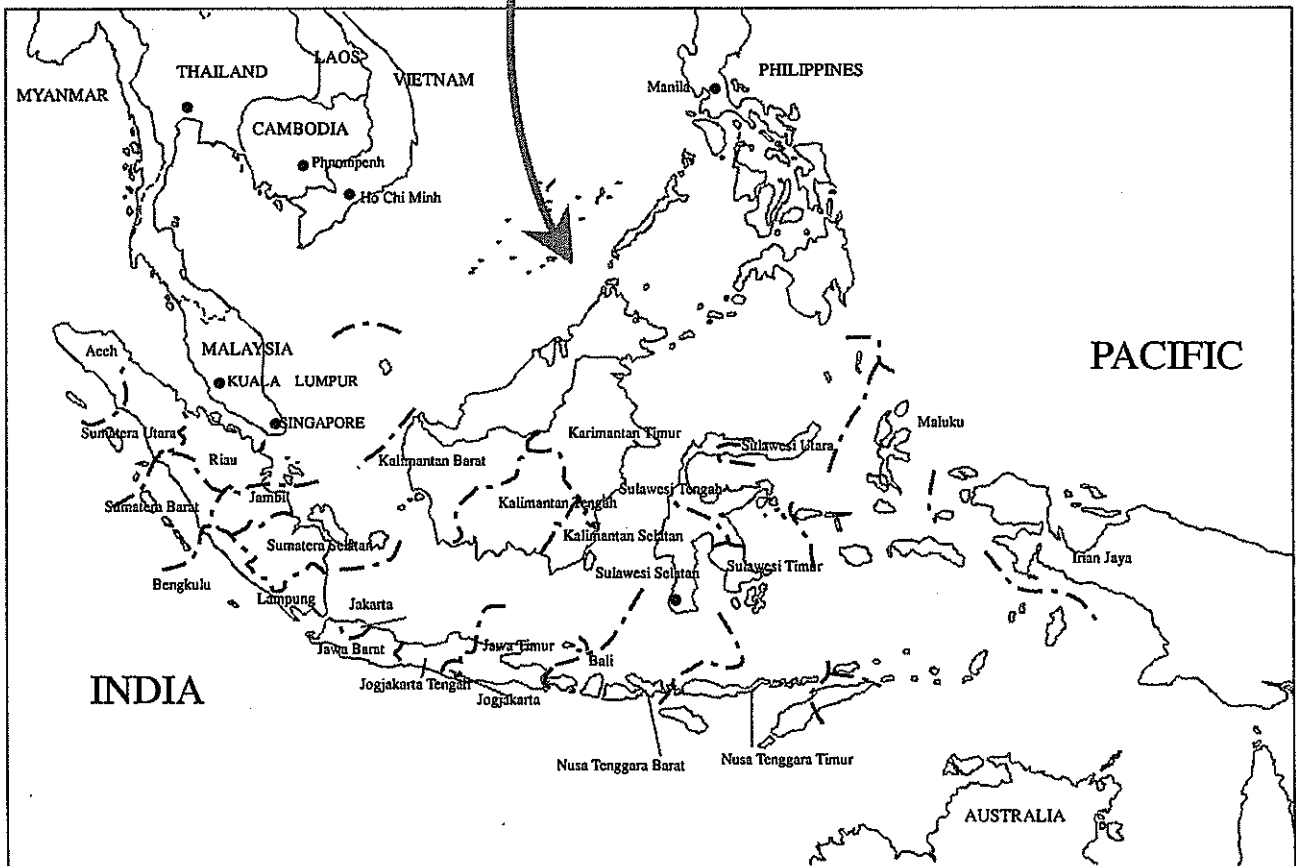 LAOS
THAILAND
PHILIPPINES
VIETNAM
MYANMAR
Manila
CAMBODIA
Phnompenh
Ho Chi Minh
Aceh
MALAYSIA
PACIFIC
KUALA LUMPUR
SINGAPORE
Maluku
Sumatera Utara
Karimantan Timur
Sulawesi Utara
Riau
Kalimantan Barat
Sulawesi Tengah
Jambi
Kalimantan Tengah
Sumatera Barat
Kalimantan Selatan
Sumatera Selatan
Irian Jaya
Sulawesi Selatan
Sulawesi Timur
Bengkulu
Lampung
Jakarta
Jawa Barat
Jawa Timur
Bali
INDIA
Jogjakarta Tengah
Jogjakarta
Nusa Tenggara Barat
Nusa Tenggara Timur
AUSTRALIA